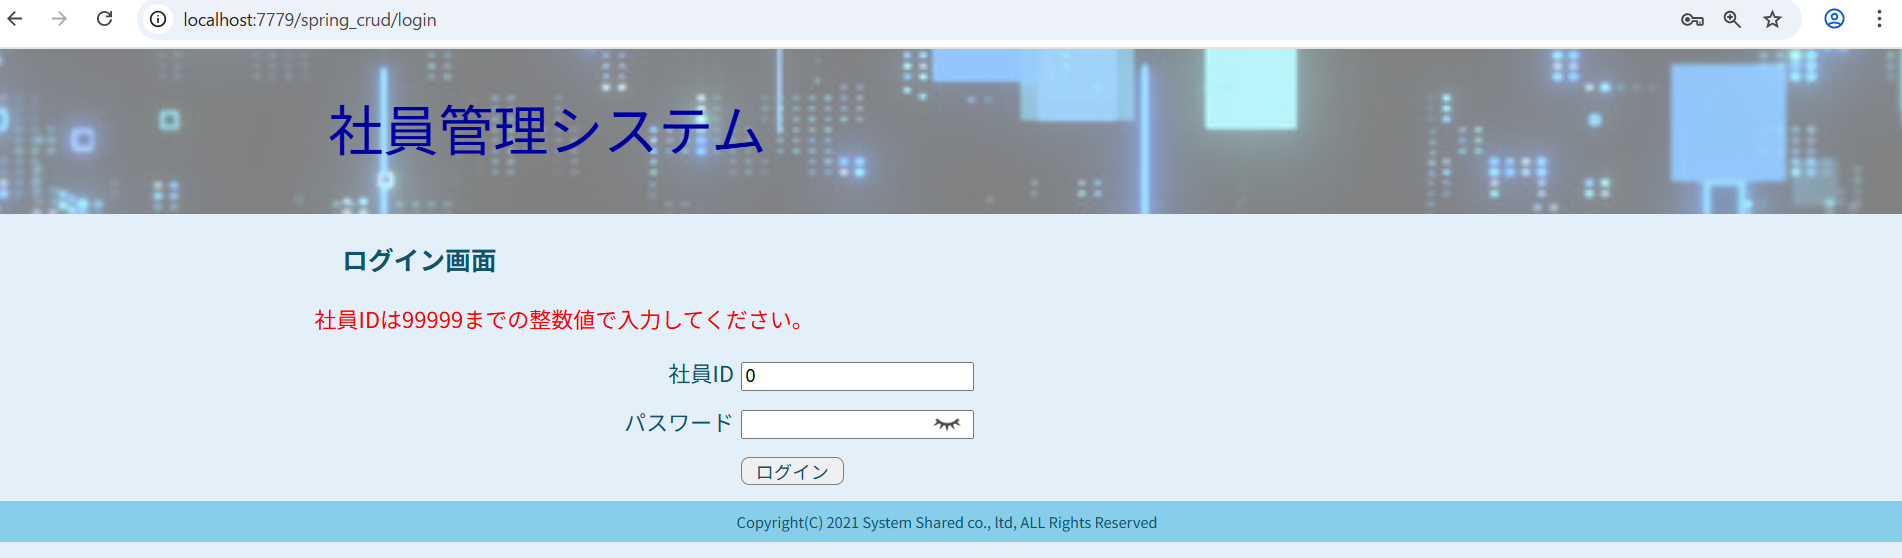 localhost:7779/spring_crud/login
社員管理システム
ログイン画面
社員IDは99999までの整数値で入力してください。
社員ID 0
パスワード
ログイン
Copyright(C) 2021 System Shared co., ltd, ALL Rights Reserved